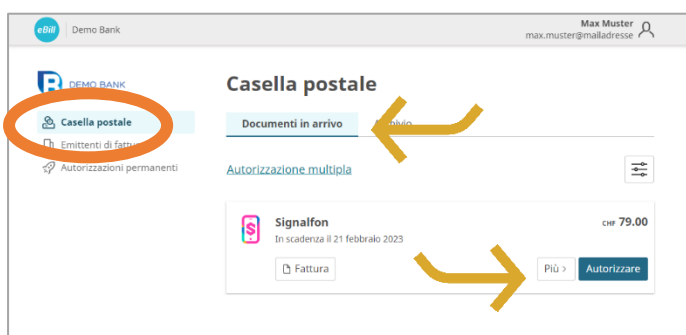 eBill Demo Bank
Max Muster
max.muster@mailadresse
DEMO BANK
Casella postale
Emittenti di
Autorizzazioni permanenti
Casella postale
Documenti in arrivo
Autorizzazione multipla
Signalfon
CHF 79.00
In scadenza il 21 febbraio 2023
Fattura
Più >
Autorizzare